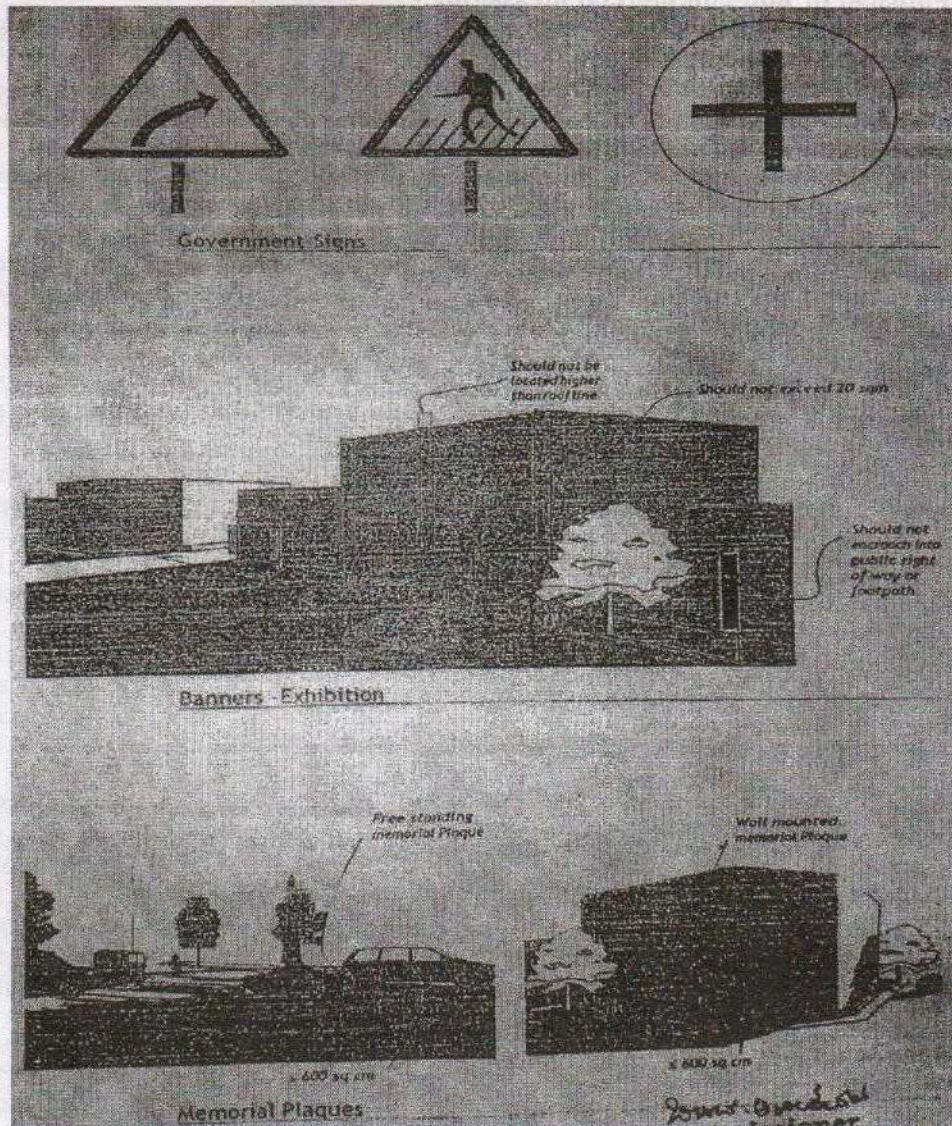 Government Signs
Should not be
located higher
than roof line
Should not exceed 20 sqm
Should not
encroach into
public right
of way or
footpath
Banners - Exhibition
Free standing
memorial Plaque
Wall mounted
memorial Plaque
≤ 600 sq cm
≤ 600 sq cm
Memorial Plaques